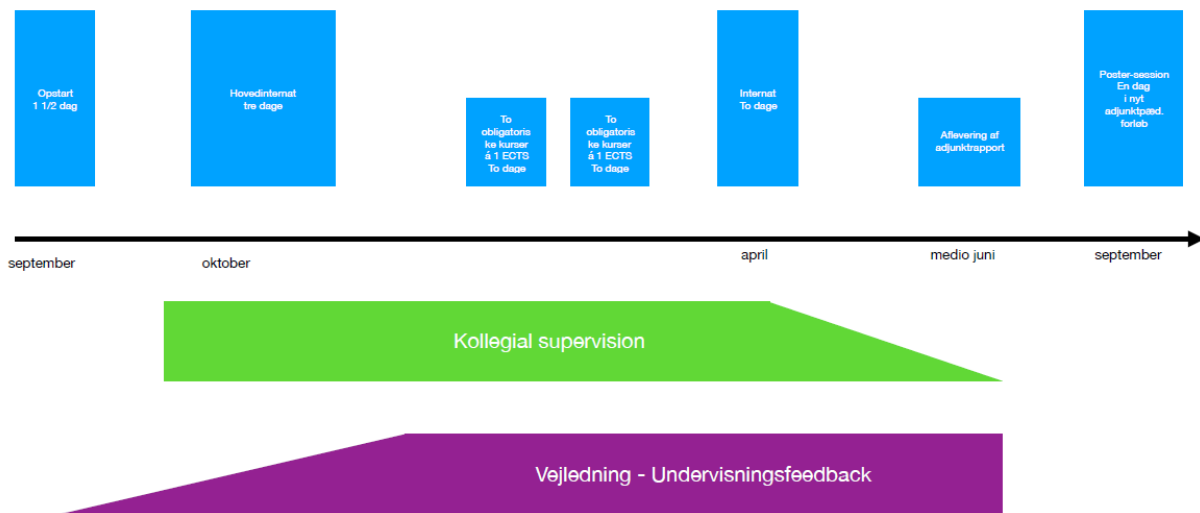 Opstart
1 1/2 dag
Hovedinternat
tre dage
To
obligatoris
ke kurser
á 1 ECTS
To dage
To
obligatoris
ke kurser
á 1 ECTS
To dage
Internat
To dage
Aflevering af
adjunktrapport
Poster-session
En dag
i nyt
adjunktpæd.
forløb
september
oktober
april
medio juni
september
Kollegial supervision
Vejledning - Undervisningsfeedback